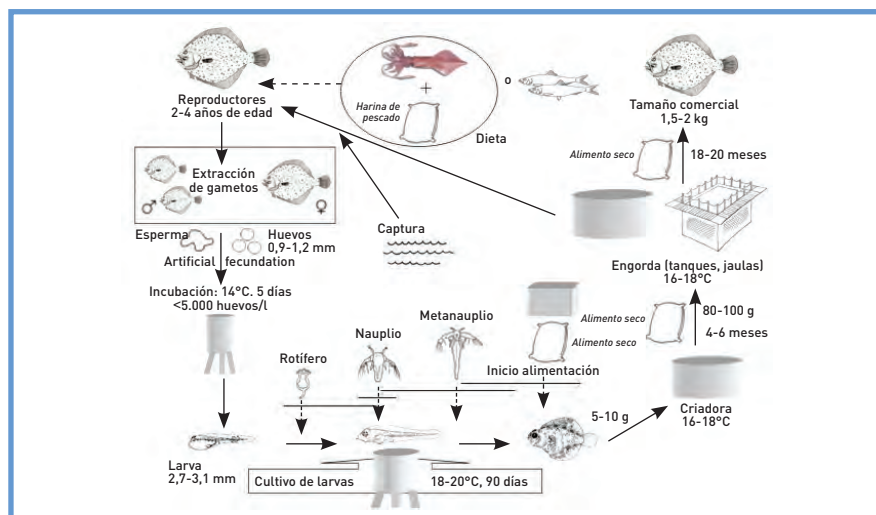 Reproductores
2-4 años de edad
Harina de
pescado
+
o
Dieta
Tamaño comercial
1,5-2 kg
Alimento seco
18-20 meses
Extracción
de gametos
♂
♀
Esperma
Huevos
0,9-1,2 mm
Artificial fecundation
Captura
Incubación: 14°C. 5 días
<5.000 huevos/l
Engorda (tanques, jaulas)
16-18°C
80-100 g
4-6 meses
Metanauplio
Nauplio
Rotífero
Alimento seco
Alimento seco
Inicio alimentación
5-10 g
Criadora
16-18°C
Larva
2,7-3,1 mm
Cultivo de larvas
18-20°C, 90 días